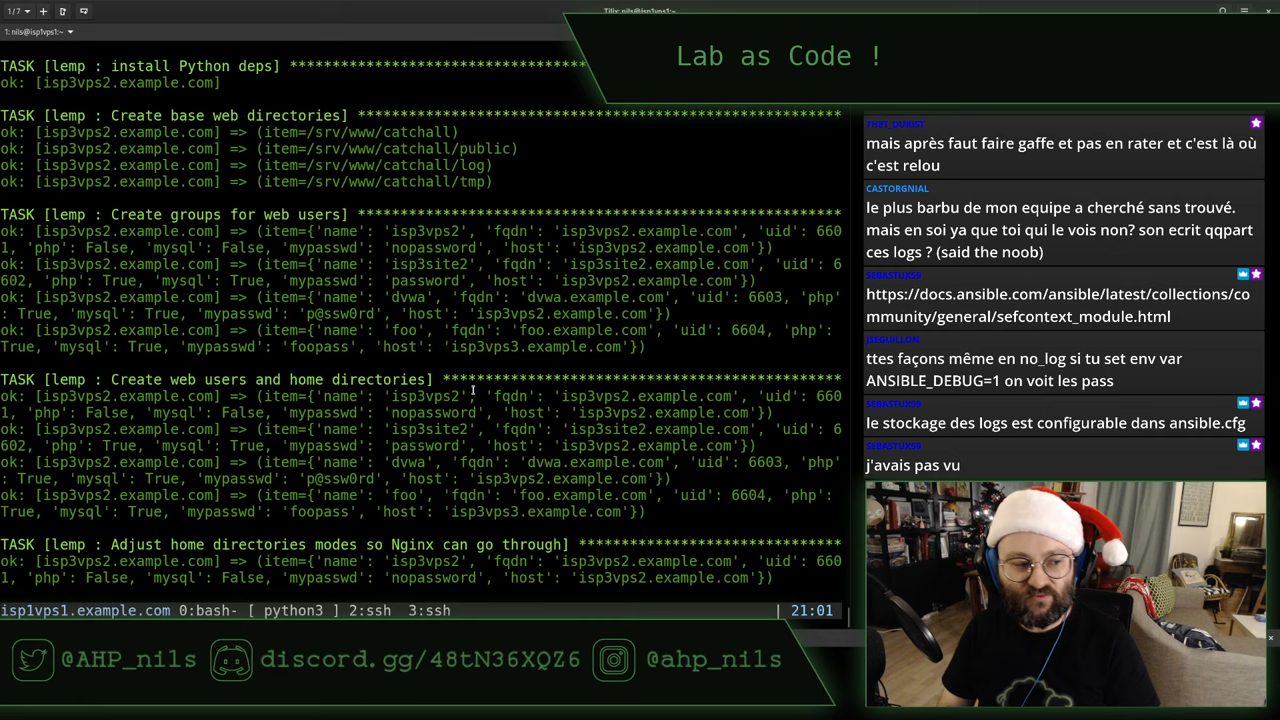 1/7
Tilix: nils@isp1vps1:~
1: nils@isp1vps1:~
Lab as Code !
TASK [lemp : install Python deps] ***********************************
ok: [isp3vps2.example.com]
TASK [lemp : Create base web directories] *********************************************************
ok: [isp3vps2.example.com] => (item=/srv/www/catchall)
ok: [isp3vps2.example.com] => (item=/srv/www/catchall/public)
ok: [isp3vps2.example.com] => (item=/srv/www/catchall/log)
ok: [isp3vps2.example.com] => (item=/srv/www/catchall/tmp)
TASK [lemp : Create groups for web users] *********************************************************
ok: [isp3vps2.example.com] => (item={'name': 'isp3vps2', 'fqdn': 'isp3vps2.example.com', 'uid': 660
1, 'php': False, 'mysql': False, 'mypasswd': 'nopassword', 'host': 'isp3vps2.example.com'})
ok: [isp3vps2.example.com] => (item={'name': 'isp3site2', 'fqdn': 'isp3site2.example.com', 'uid': 6
602, 'php': True, 'mysql': True, 'mypasswd': 'password', 'host': 'isp3vps2.example.com'})
ok: [isp3vps2.example.com] => (item={'name': 'dvwa', 'fqdn': 'dvwa.example.com', 'uid': 6603, 'php'
: True, 'mysql': True, 'mypasswd': 'p@ssw0rd', 'host': 'isp3vps2.example.com'})
ok: [isp3vps2.example.com] => (item={'name': 'foo', 'fqdn': 'foo.example.com', 'uid': 6604, 'php':
True, 'mysql': True, 'mypasswd': 'foopass', 'host': 'isp3vps3.example.com'})
TASK [lemp : Create web users and home directories] ***********************************************
ok: [isp3vps2.example.com] => (item={'name': 'isp3vps2', 'fqdn': 'isp3vps2.example.com', 'uid': 660
1, 'php': False, 'mysql': False, 'mypasswd': 'nopassword', 'host': 'isp3vps2.example.com'})
ok: [isp3vps2.example.com] => (item={'name': 'isp3site2', 'fqdn': 'isp3site2.example.com', 'uid': 6
602, 'php': True, 'mysql': True, 'mypasswd': 'password', 'host': 'isp3vps2.example.com'})
ok: [isp3vps2.example.com] => (item={'name': 'dvwa', 'fqdn': 'dvwa.example.com', 'uid': 6603, 'php'
: True, 'mysql': True, 'mypasswd': 'p@ssw0rd', 'host': 'isp3vps2.example.com'})
ok: [isp3vps2.example.com] => (item={'name': 'foo', 'fqdn': 'foo.example.com', 'uid': 6604, 'php':
True, 'mysql': True, 'mypasswd': 'foopass', 'host': 'isp3vps3.example.com'})
TASK [lemp : Adjust home directories modes so Nginx can go through] *******************************
ok: [isp3vps2.example.com] => (item={'name': 'isp3vps2', 'fqdn': 'isp3vps2.example.com', 'uid': 660
1, 'php': False, 'mysql': False, 'mypasswd': 'nopassword', 'host': 'isp3vps2.example.com'})
isp1vps1.example.com 0:bash- [ python3 ] 2:ssh 3:ssh | 21:01
mais après faut faire gaffe et pas en rater et c'est là où
c'est relou
CASTORGNIAL
le plus barbu de mon equipe a cherché sans trouvé.
mais en soi ya que toi qui le vois non? son ecrit qqpart
ces logs ? (said the noob)
SEBASTUX59
https://docs.ansible.com/ansible/latest/collections/co
mmunity/general/sefcontext_module.html
JSEGUILLON
ttes façons même en no_log si tu set env var
ANSIBLE_DEBUG=1 on voit les pass
SEBASTUX59
le stockage des logs est configurable dans ansible.cfg
SEBASTUX59
j'avais pas vu
@AHP_nils
discord.gg/48tN36XQZ6
@ahp_nils